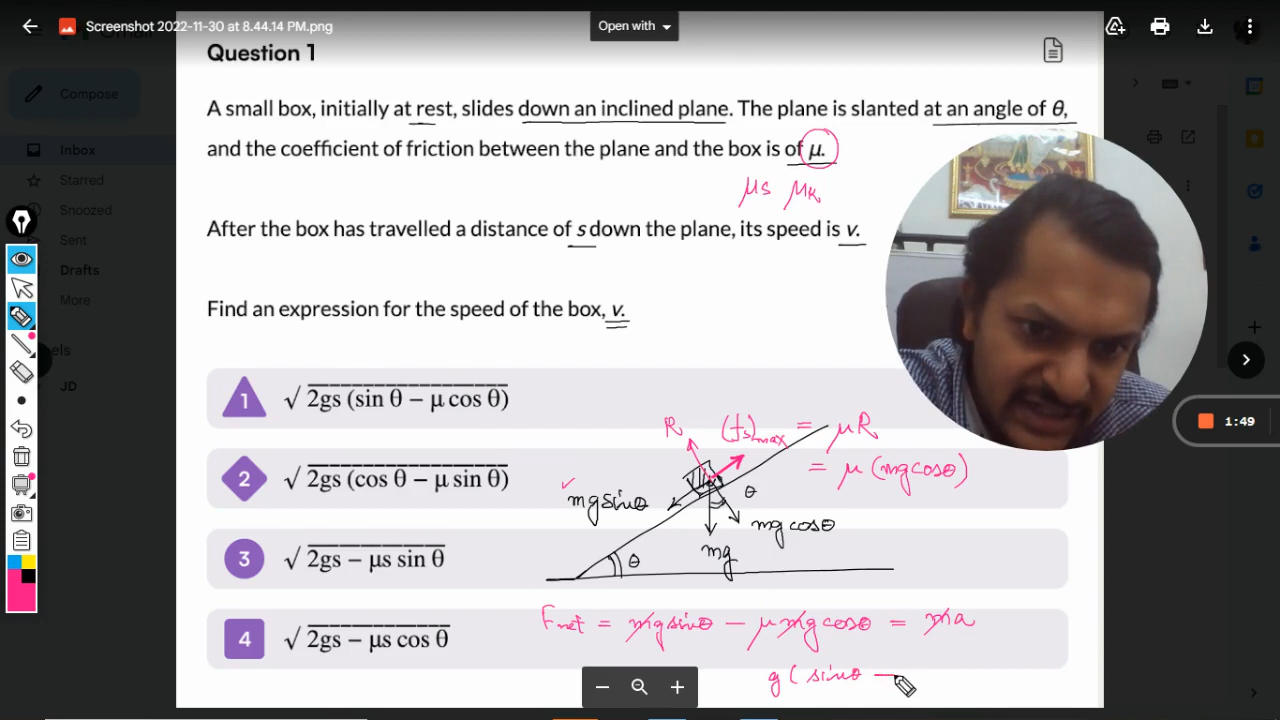 Screenshot 2022-11-30 at 8.44.14 PM.png
Open with
Compose
Inbox
Starred
Snoozed
Sent
Drafts
More
els
JD
Question 1
A small box, initially at rest, slides down an inclined plane. The plane is slanted at an angle of θ,
and the coefficient of friction between the plane and the box is of μ.
μs μk
After the box has travelled a distance of s down the plane, its speed is v.
Find an expression for the speed of the box, v.
1 √2gs (sin θ − μ cos θ)
2 √2gs (cos θ − μ sin θ)
3 √2gs − μs sin θ
4 √2gs − μs cos θ
R (fs)max = μR
= μ (mg cosθ)
mg sinθ
θ
mg cosθ
mg
θ
Fnet = mg sinθ − μ mg cosθ = ma
g ( sinθ −
1:49